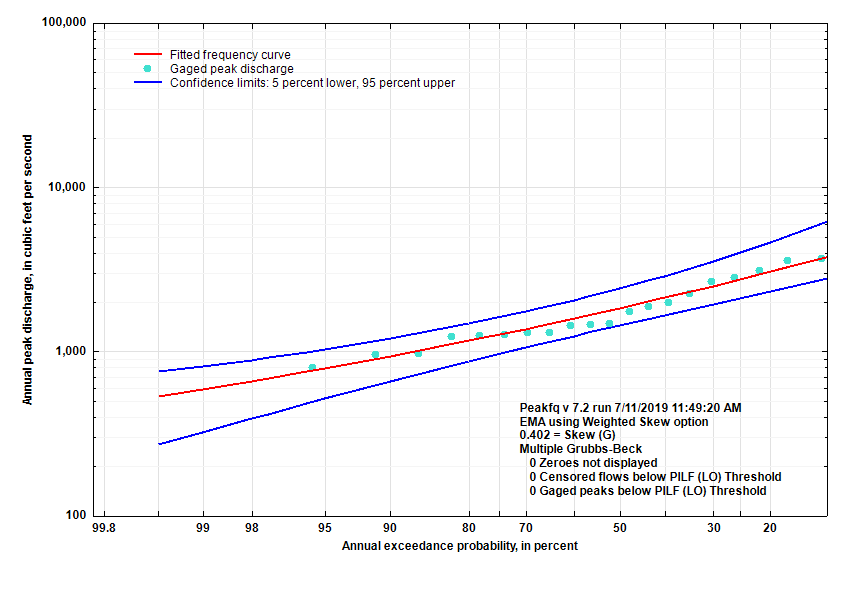 100,000
Fitted frequency curve
Gaged peak discharge
Confidence limits: 5 percent lower, 95 percent upper
Annual peak discharge, in cubic feet per second
10,000
1,000
Peakfq v 7.2 run 7/11/2019 11:49:20 AM
EMA using Weighted Skew option
0.402 = Skew (G)
Multiple Grubbs-Beck
0 Zeroes not displayed
0 Censored flows below PILF (LO) Threshold
0 Gaged peaks below PILF (LO) Threshold
100
99.8 99 98 95 90 80 70 50 30 20
Annual exceedance probability, in percent